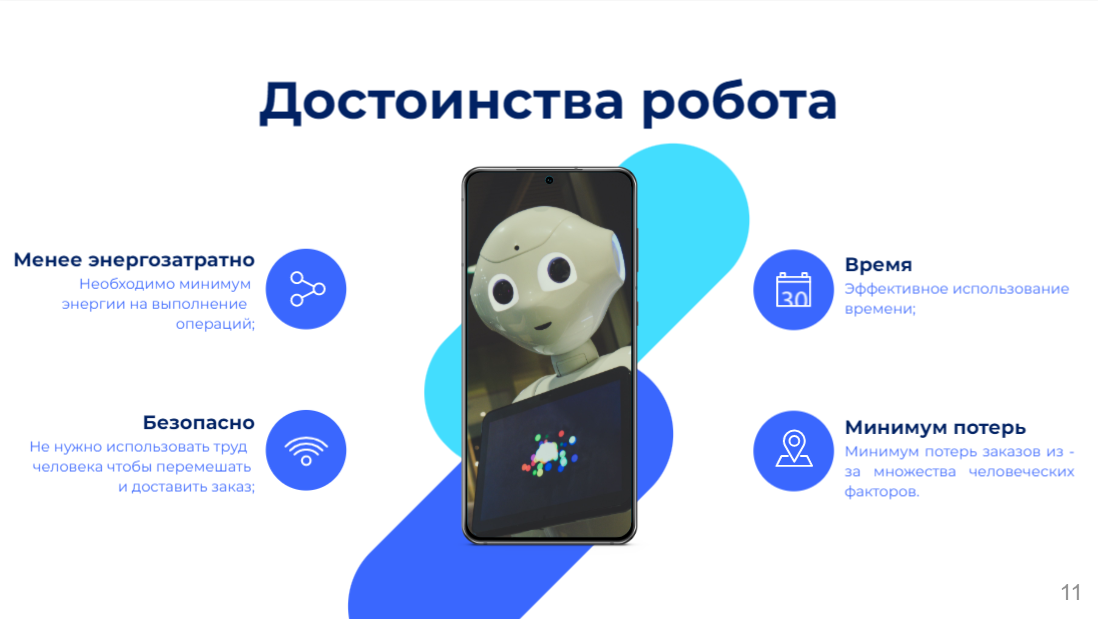 Достоинства робота
Менее энергозатратно
Необходимо минимум
энергии на выполнение
операций;
Безопасно
Не нужно использовать труд
человека чтобы перемешать
и доставить заказ;
30
Время
Эффективное использование
времени;
Минимум потерь
Минимум потерь заказов из -
за множества человеческих
факторов.
11